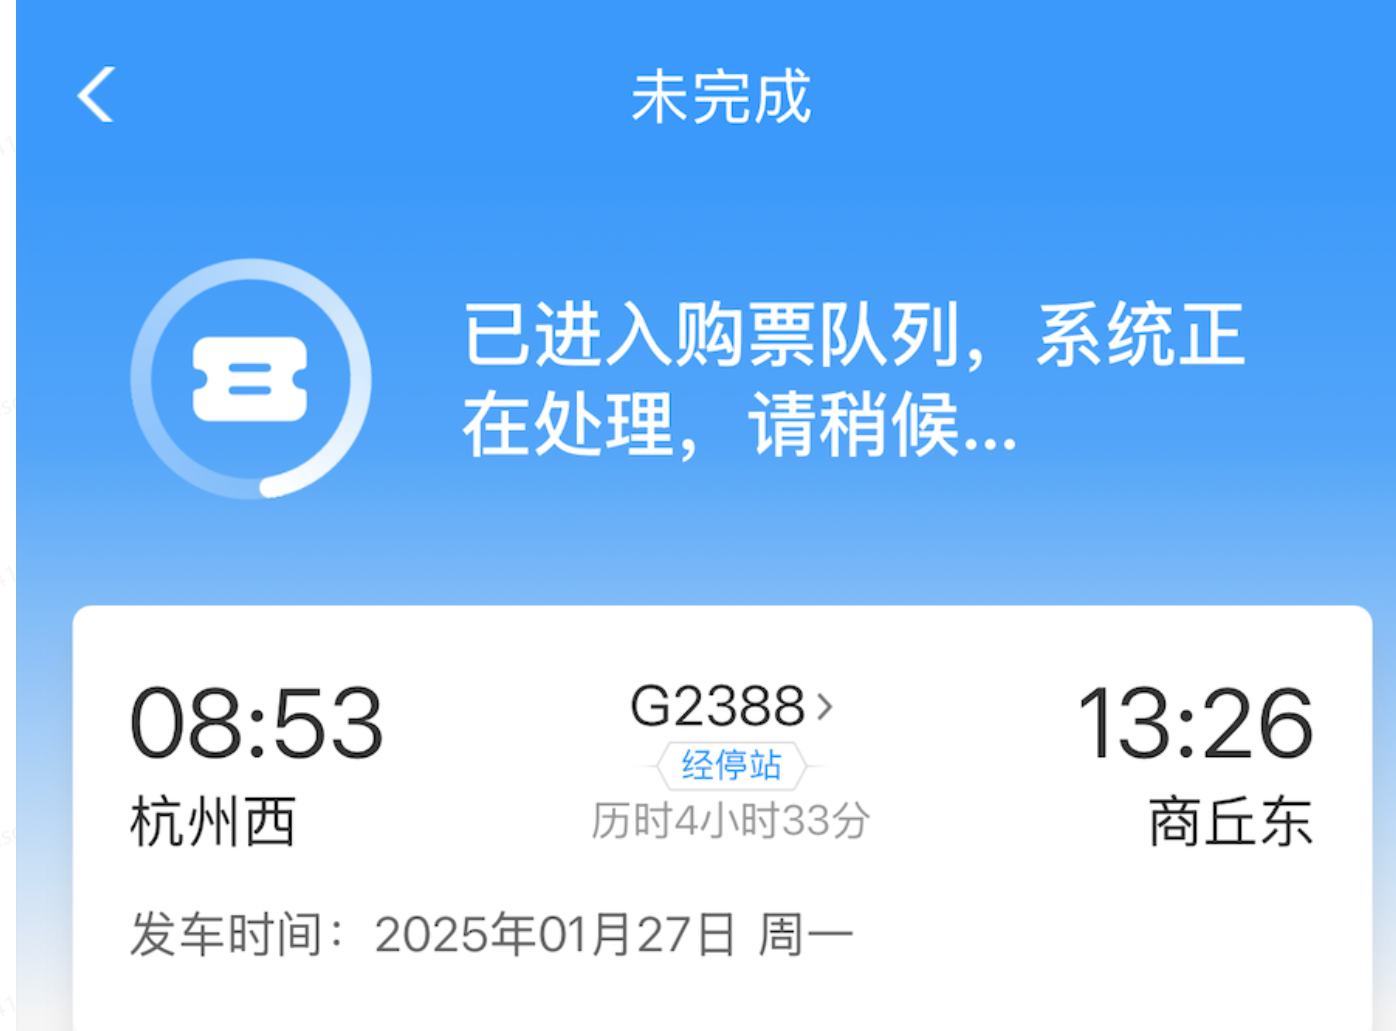 未完成
已进入购票队列，系统正
在处理，请稍候...
08:53 G2388 13:26
经停站
杭州西 历时4小时33分 商丘东
发车时间：2025年01月27日 周一